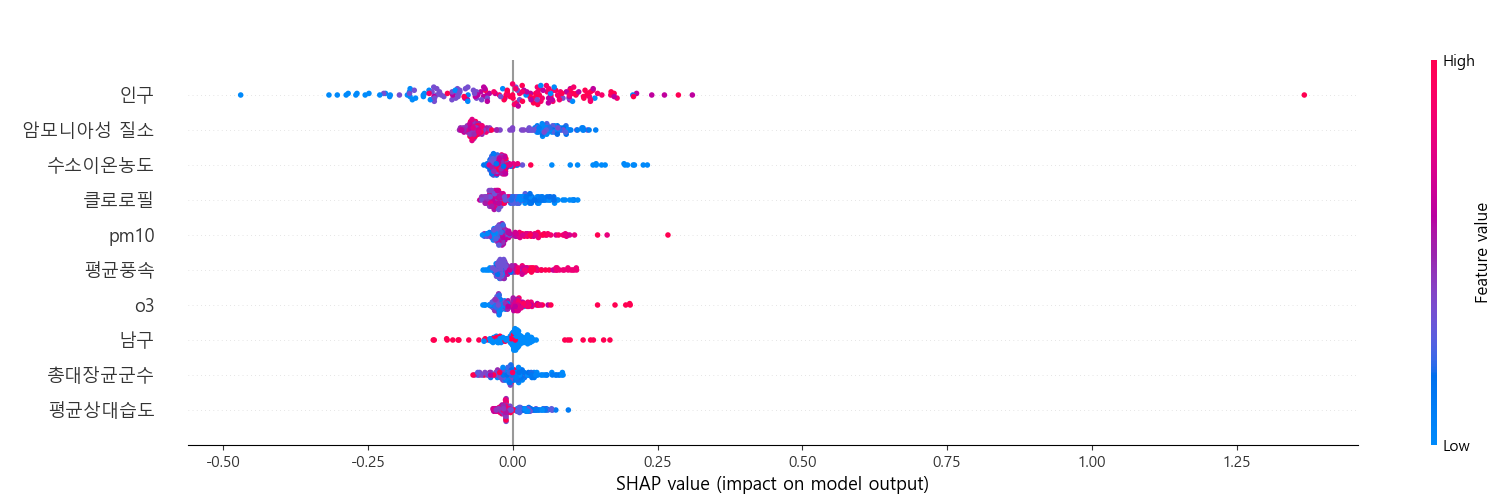 인구
암모니아성 질소
수소이온농도
클로로필
pm10
평균풍속
o3
남구
총대장균군수
평균상대습도
-0.50 -0.25 0.00 0.25 0.50 0.75 1.00 1.25
SHAP value (impact on model output)
High
Feature value
Low